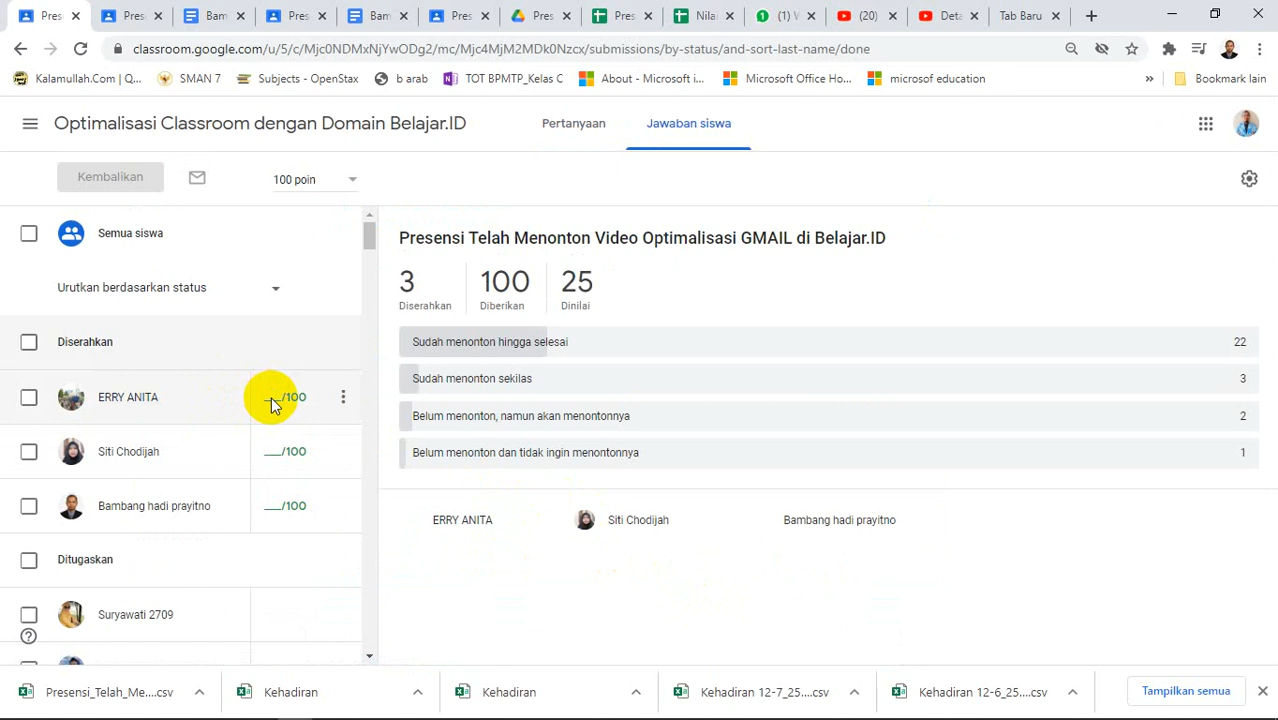 Pres
Pres
Bam
Pres
Bam
Pres
Pres
Pres
Nila
(1) V
(20)
Deta
Tab Baru
classroom.google.com/u/5/c/Mjc0NDMxNjYwODg2/mc/Mjc4MjM2MDk0Nzcx/submissions/by-status/and-sort-last-name/done
Kalamullah.Com | Q...
SMAN 7
Subjects - OpenStax
b arab
TOT BPMTP_Kelas C
About - Microsoft i...
Microsoft Office Ho...
microsof education
»
Bookmark lain
Optimalisasi Classroom dengan Domain Belajar.ID
Pertanyaan
Jawaban siswa
Kembalikan
100 poin
Semua siswa
Urutkan berdasarkan status
Diserahkan
ERRY ANITA
__/100
Siti Chodijah
__/100
Bambang hadi prayitno
__/100
Ditugaskan
Suryawati 2709
Presensi Telah Menonton Video Optimalisasi GMAIL di Belajar.ID
3
100
25
Diserahkan
Diberikan
Dinilai
Sudah menonton hingga selesai
22
Sudah menonton sekilas
3
Belum menonton, namun akan menontonnya
2
Belum menonton dan tidak ingin menontonnya
1
ERRY ANITA
Siti Chodijah
Bambang hadi prayitno
Presensi_Telah_Me....csv
Kehadiran
Kehadiran
Kehadiran 12-7_25....csv
Kehadiran 12-6_25....csv
Tampilkan semua